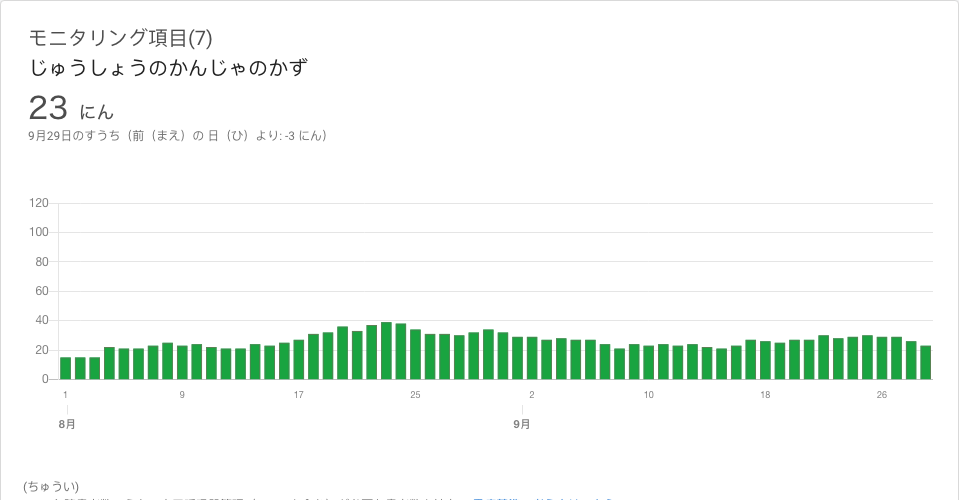 モニタリング項目(7)
じゅうしょうのかんじゃのかず
23 にん
9月29日のすうち（前（まえ）の 日（ひ）より: -3 にん）
120
100
80
60
40
20
0
1 9 17 25 2 10 18 26
8月 9月
(ちゅうい)